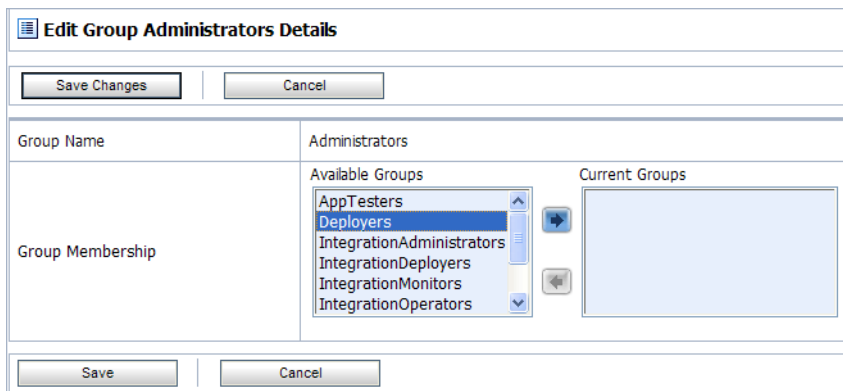 Edit Group Administrators Details
Save Changes Cancel
Group Name Administrators
Available Groups Current Groups
AppTesters
Deployers
IntegrationAdministrators
IntegrationDeployers
Group Membership
IntegrationMonitors
IntegrationOperators
Save Cancel